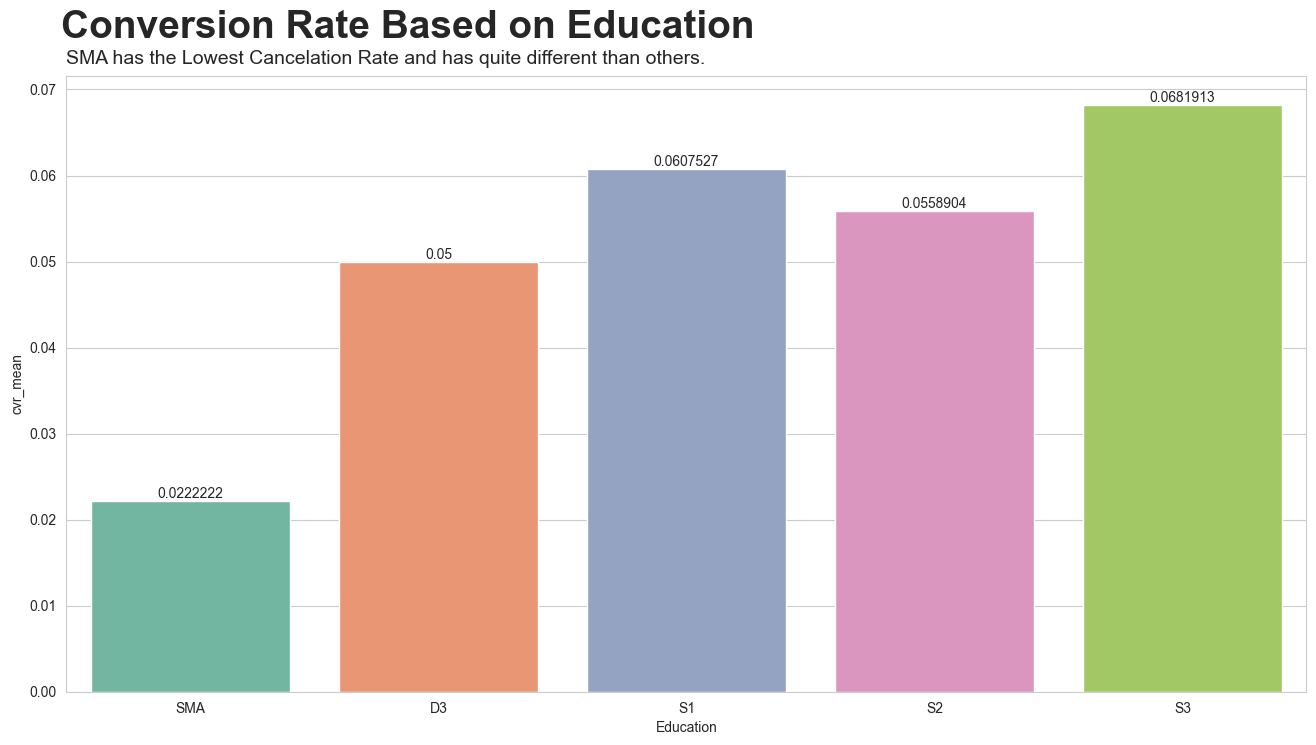 Conversion Rate Based on Education
SMA has the Lowest Cancelation Rate and has quite different than others.
0.07
0.06
0.05
0.04
0.03
0.02
0.01
0.00
cvr_mean
0.0222222
0.05
0.0607527
0.0558904
0.0681913
SMA
D3
S1
S2
S3
Education